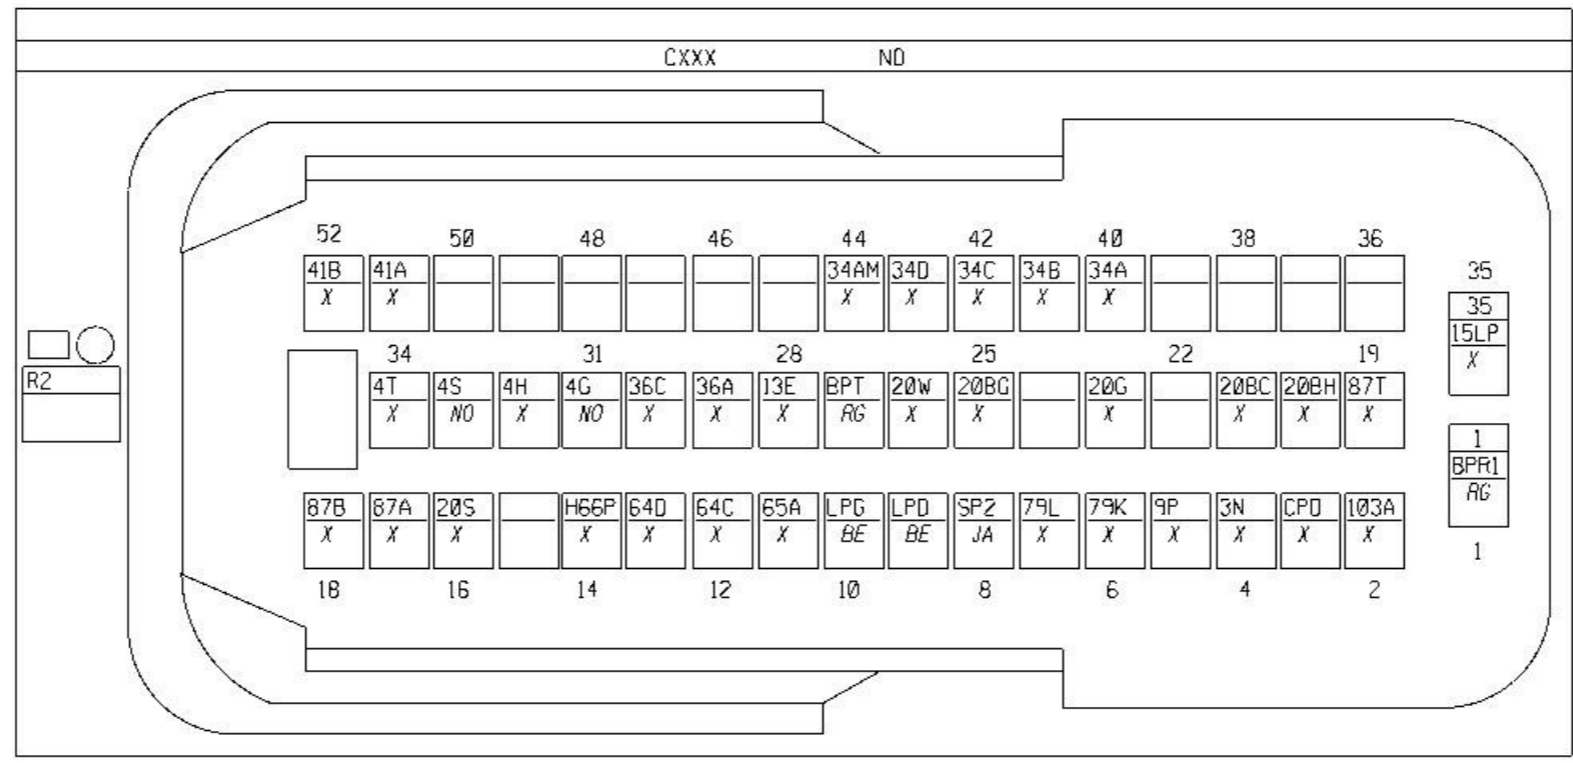 CXXX NO
52 50 48 46 44 42 40 38 36
41B 41A 34AM 34D 34C 34B 34A
X X X X X X X
35
35
15LP
X
34 31 28 25 22 19
R2
4T 4S 4H 4G 36C 36A 13E BPT 20W 20BG 20G 20BC 20BH 87T
X NO X NO X X X RG X X X X X X
1
BPR1
RG
87B 87A 20S H66P 64D 64C 65A LPG LPD SP2 79L 79K 9P 3N CPO 103A
X X X X X X X BE BE JA X X X X X X
1
18 16 14 12 10 8 6 4 2